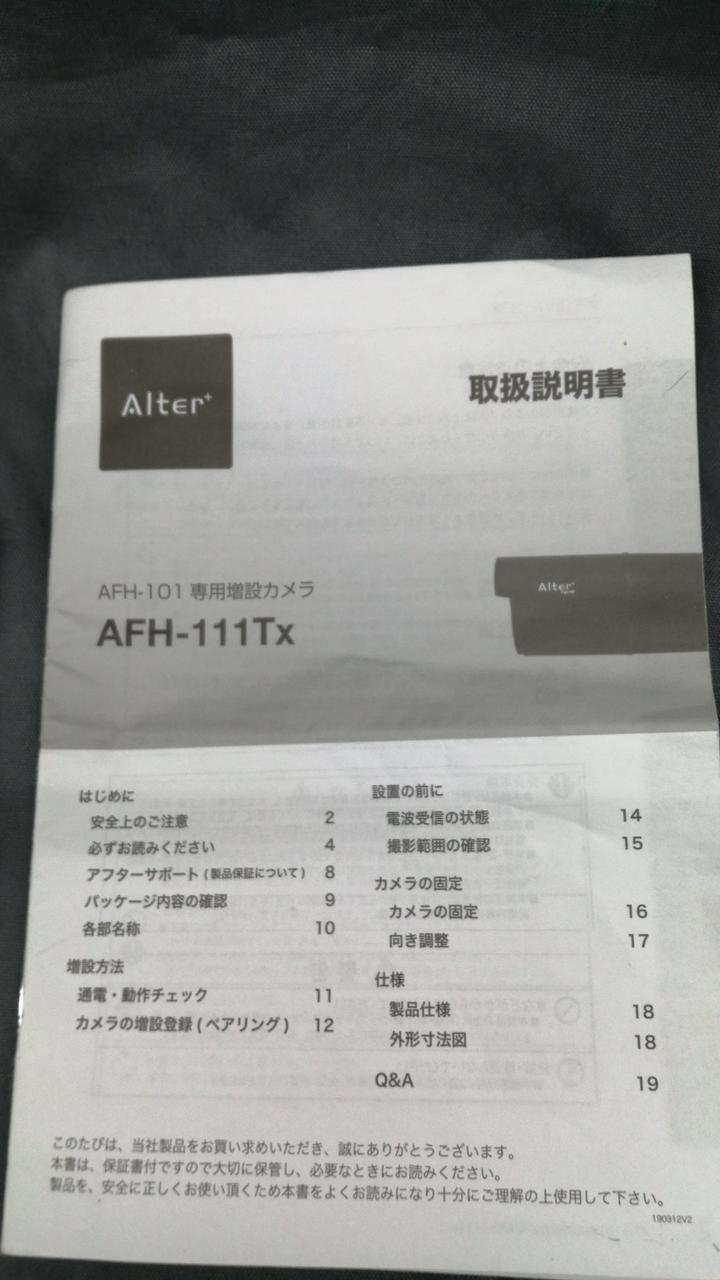 Alter+
取扱説明書
Alter+
AFH-101 専用増設カメラ
AFH-111Tx
はじめに
安全上のご注意 2
必ずお読みください 4
アフターサポート (製品保証について) 8
パッケージ内容の確認 9
各部名称 10
増設方法
通電・動作チェック 11
カメラの増設登録 (ペアリング) 12
設置の前に
電波受信の状態 14
撮影範囲の確認 15
カメラの固定
カメラの固定 16
向き調整 17
仕様
製品仕様 18
外形寸法図 18
Q&A 19
このたびは、当社製品をお買い求めいただき、誠にありがとうございます。
本書は、保証書付ですので大切に保管し、必要なときにお読みください。
製品を、安全に正しくお使い頂くため本書をよくお読みになり十分にご理解の上使用して下さい。
190312V2